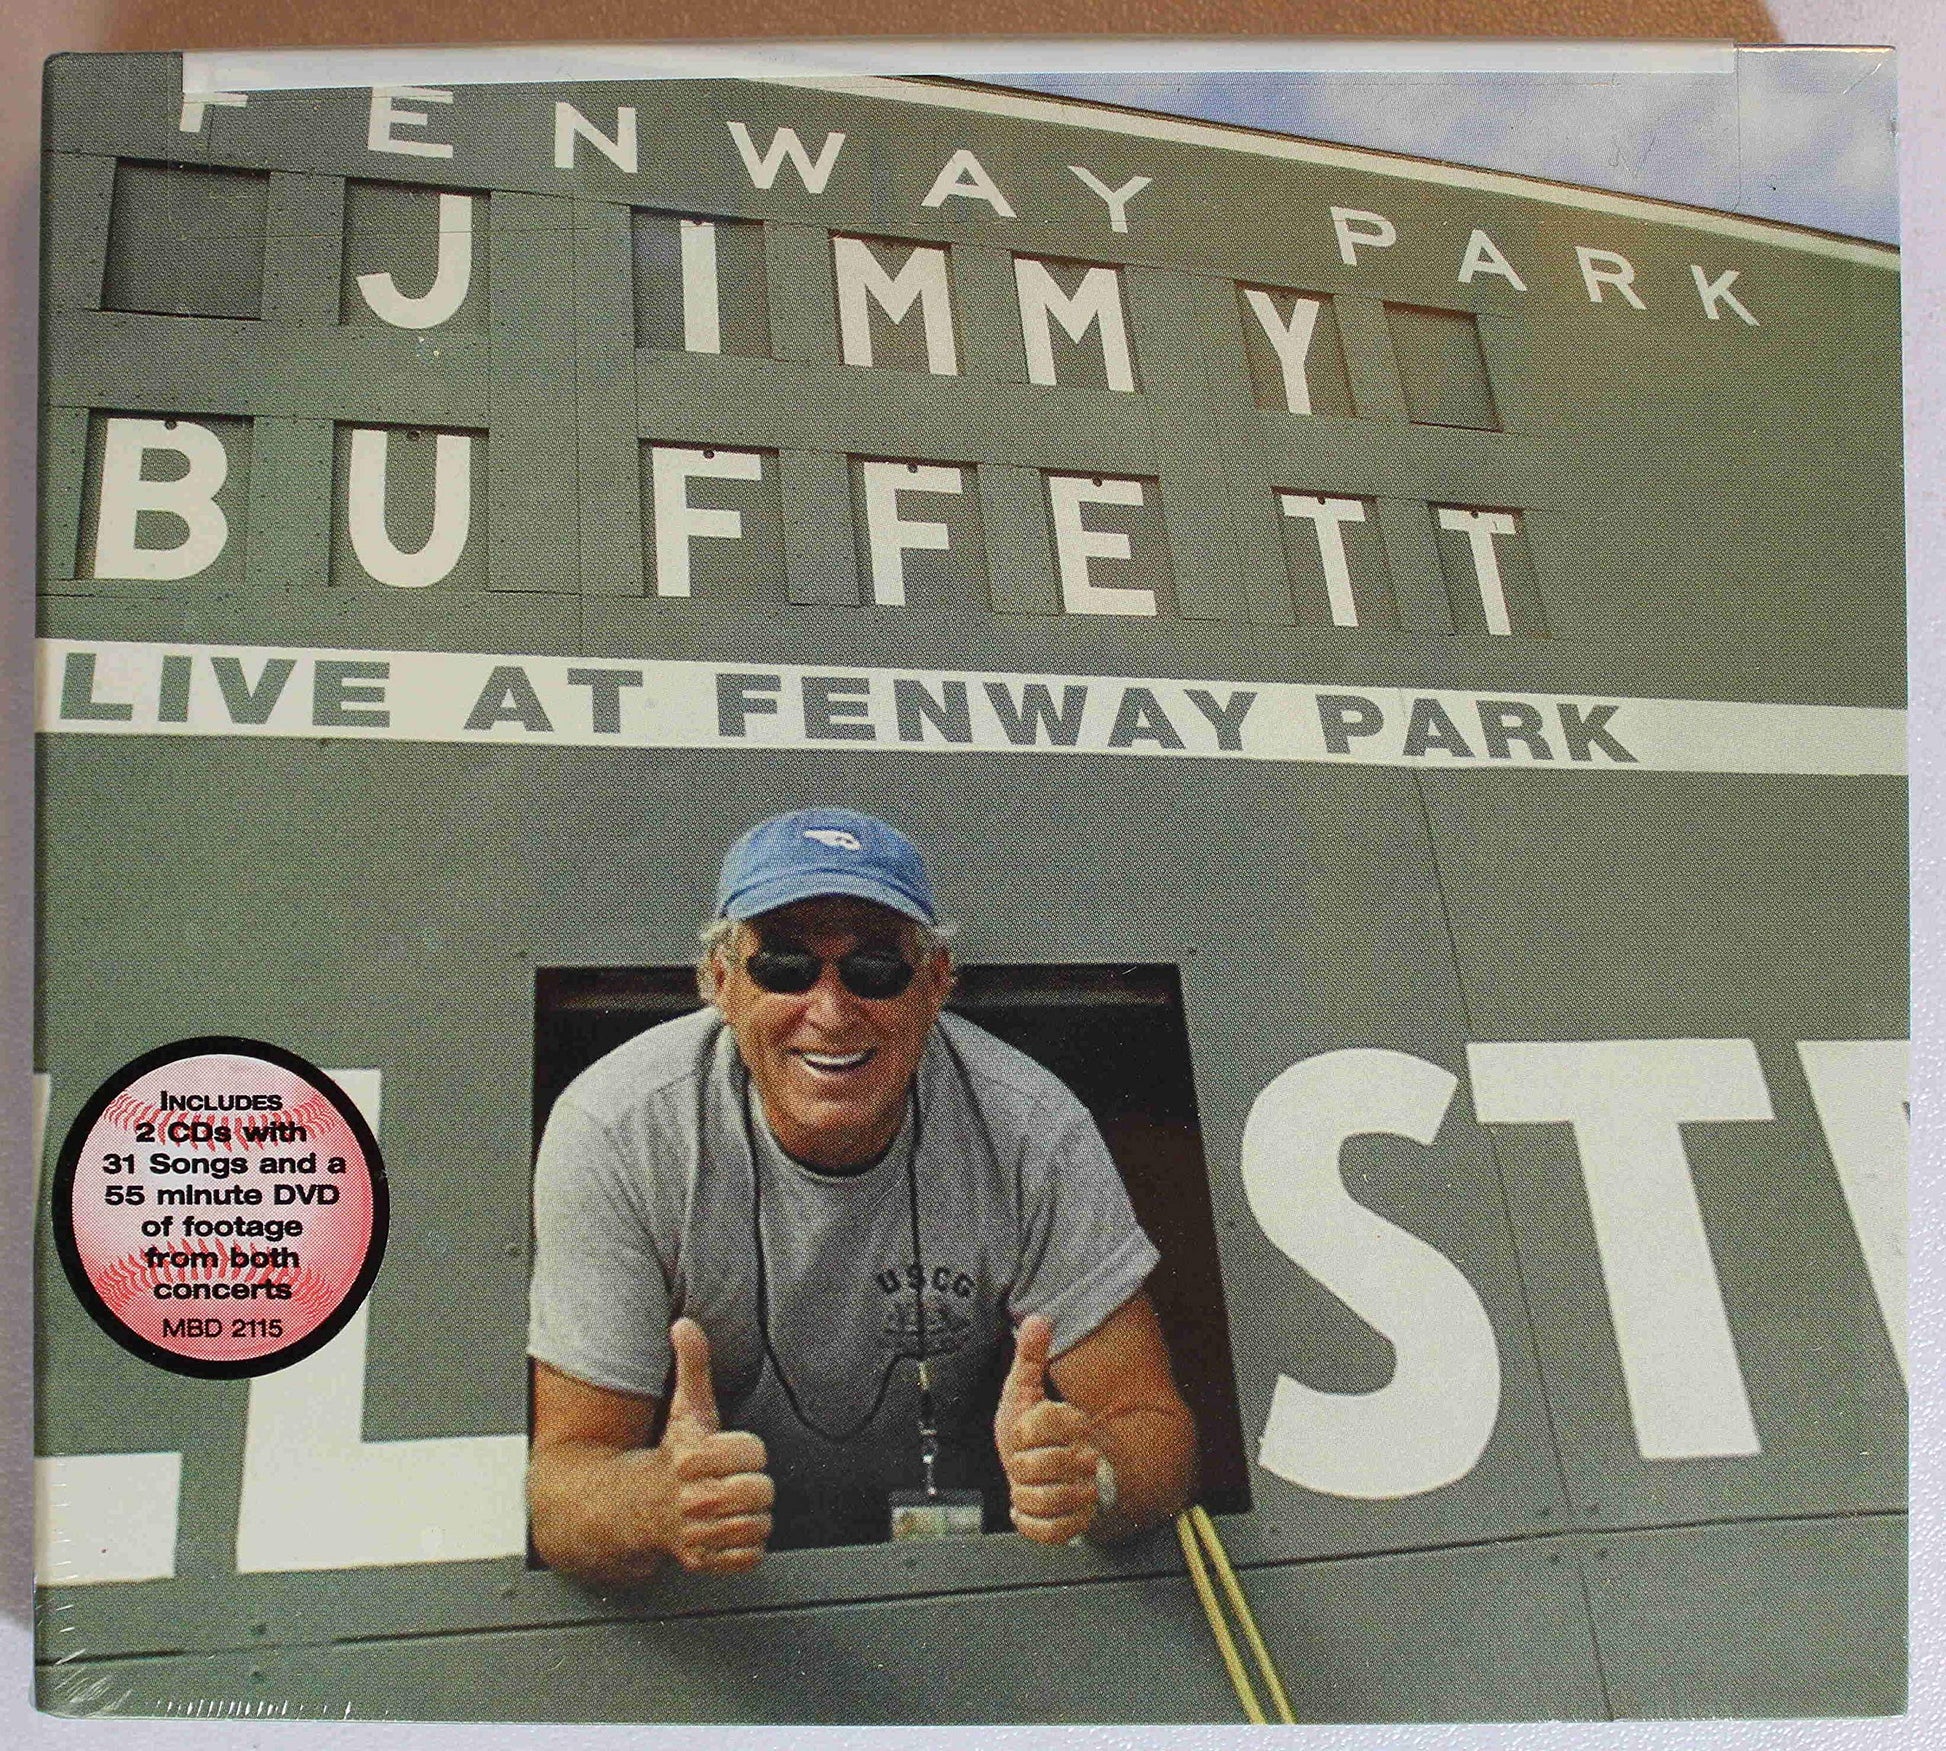 FENWAY PARK
JIMMY
BUFFETT
LIVE AT FENWAY PARK
INCLUDES
2 CDs with
31 Songs and a
55 minute DVD
of footage
from both
concerts
MBD 2115
USCG
L ST